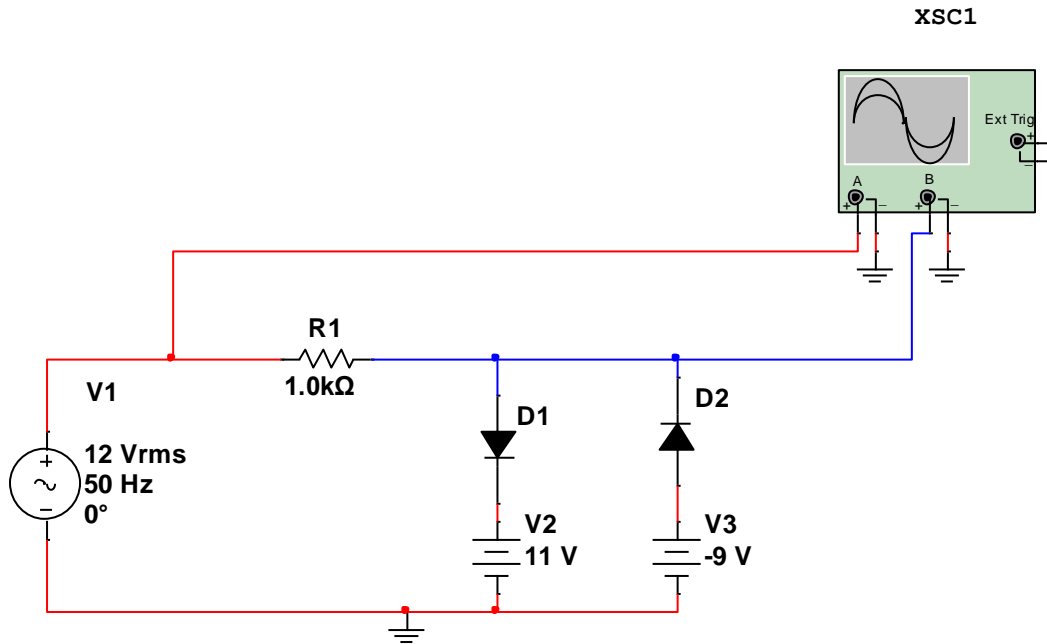 XSC1
Ext Trig
+
–
A
B
+
–
+
–
R1
1.0kΩ
V1
12 Vrms
50 Hz
0°
+
–
D1
D2
V2
11 V
V3
-9 V